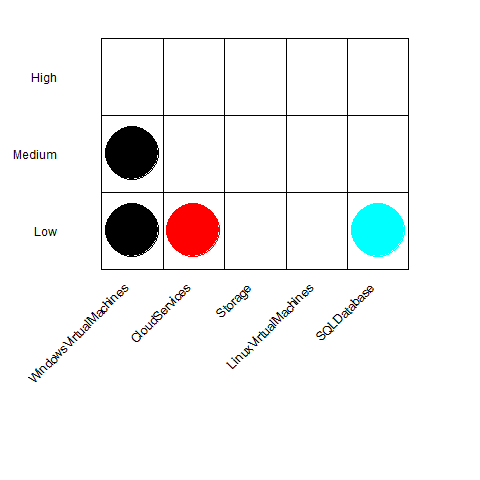 High
Medium
Low
WindowsVirtualMachines
CloudServices
Storage
LinuxVirtualMachines
SQLDatabase